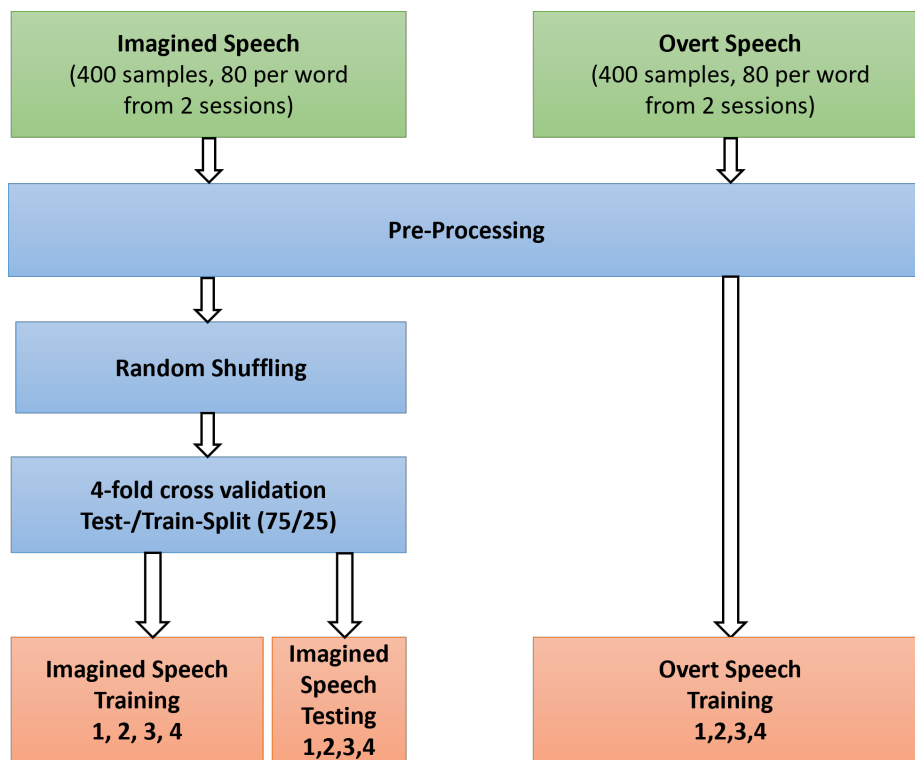 Imagined Speech
(400 samples, 80 per word
from 2 sessions)
Overt Speech
(400 samples, 80 per word
from 2 sessions)
Pre-Processing
Random Shuffling
4-fold cross validation
Test-/Train-Split (75/25)
Imagined Speech
Training
1, 2, 3, 4
Imagined
Speech
Testing
1,2,3,4
Overt Speech
Training
1,2,3,4